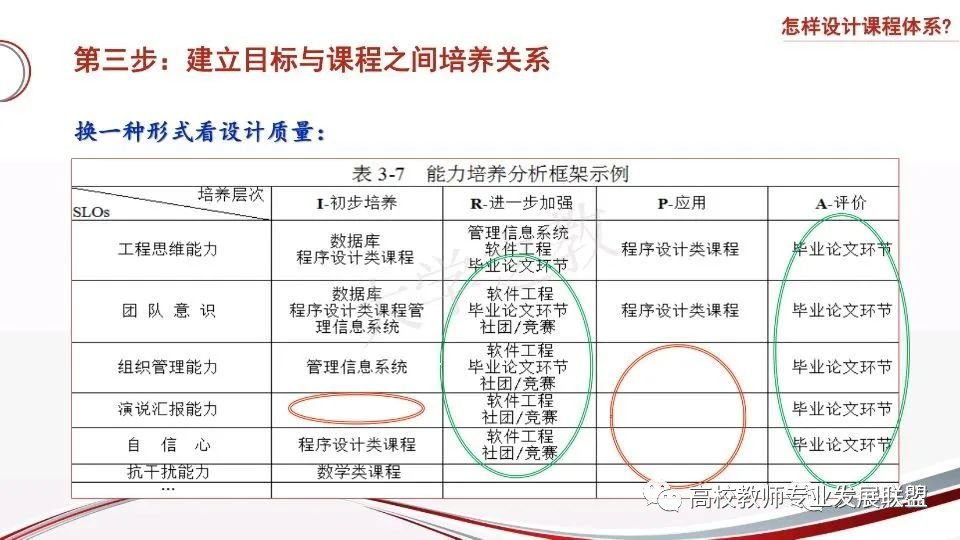 怎样设计课程体系?
第三步：建立目标与课程之间培养关系
换一种形式看设计质量：
表 3-7 能力培养分析框架示例
培养层次
SLOs
I-初步培养
R-进一步加强
P-应用
A-评价
工程思维能力
数据库
程序设计类课程
管理信息系统
软件工程
毕业论文环节
程序设计类课程
毕业论文环节
团队意识
数据库
程序设计类课程管
理信息系统
软件工程
毕业论文环节
社团/竞赛
程序设计类课程
毕业论文环节
组织管理能力
管理信息系统
软件工程
毕业论文环节
社团/竞赛
毕业论文环节
演说汇报能力
软件工程
社团/竞赛
毕业论文环节
自信心
程序设计类课程
软件工程
社团/竞赛
毕业论文环节
抗干扰能力
数学类课程
…
高校教师专业发展联盟